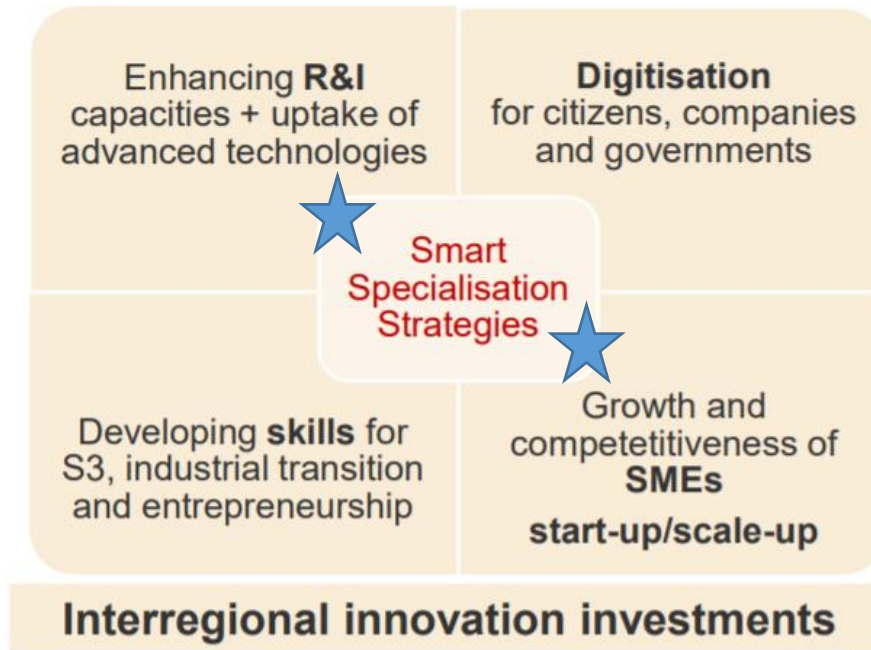 Enhancing R&I
capacities + uptake of
advanced technologies
Digitisation
for citizens, companies
and governments
Smart
Specialisation
Strategies
Developing skills for
S3, industrial transition
and entrepreneurship
Growth and
competetitiveness of
SMEs
start-up/scale-up
Interregional innovation investments